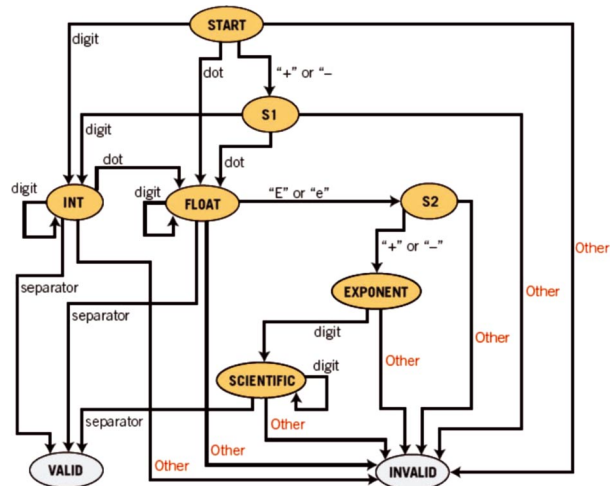 START
digit
dot
“+” or “–
S1
digit
dot
dot
digit
INT
digit
FLOAT
“E” or “e”
S2
“+” or “–”
Other
separator
separator
EXPONENT
Other
digit
Other
Other
SCIENTIFIC
digit
separator
Other
Other
Other
VALID
INVALID